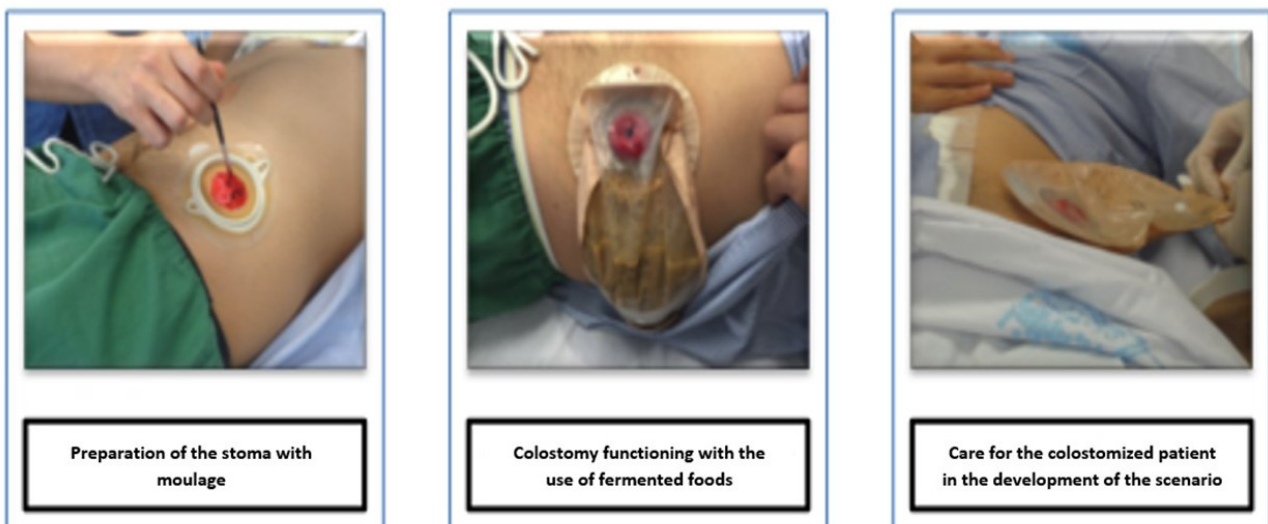 Preparation of the stoma with
moulage
Colostomy functioning with the
use of fermented foods
Care for the colostomized patient
in the development of the scenario